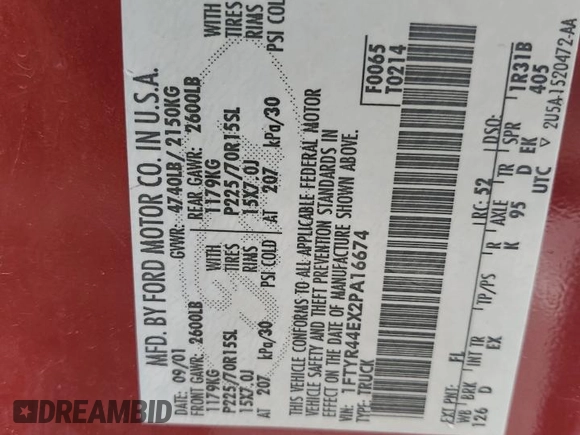 MFD. BY FORD MOTOR CO. IN U.S.A.
DATE: 09/01 GVWR: 4740LB/ 2150KG
FRONT GAWR: 2600LB REAR GAWR: 2600LB
1179KG WITH 1179KG WITH
P225/70R15SL TIRES P225/70R15SL TIRES
15X7.0J RIMS 15X7.0J RIMS
AT 207 kPa/30 PSI COLD AT 207 kPa/30 PSI COLD
THIS VEHICLE CONFORMS TO ALL APPLICABLE FEDERAL MOTOR
VEHICLE SAFETY AND THEFT PREVENTION STANDARDS IN
EFFECT ON THE DATE OF MANUFACTURE SHOWN ABOVE.
VIN: 1FTYR44EX2PA16674 F0065
TYPE: TRUCK T0214
EXT PNT: FL RC: 52 DSO:
WB BRK INT TR TP/PS R AXLE TR SPR 1R31B
126 D EX K 95 D EK 405
UTC ▽ 2U5A-1520472-AA
DREAMBID